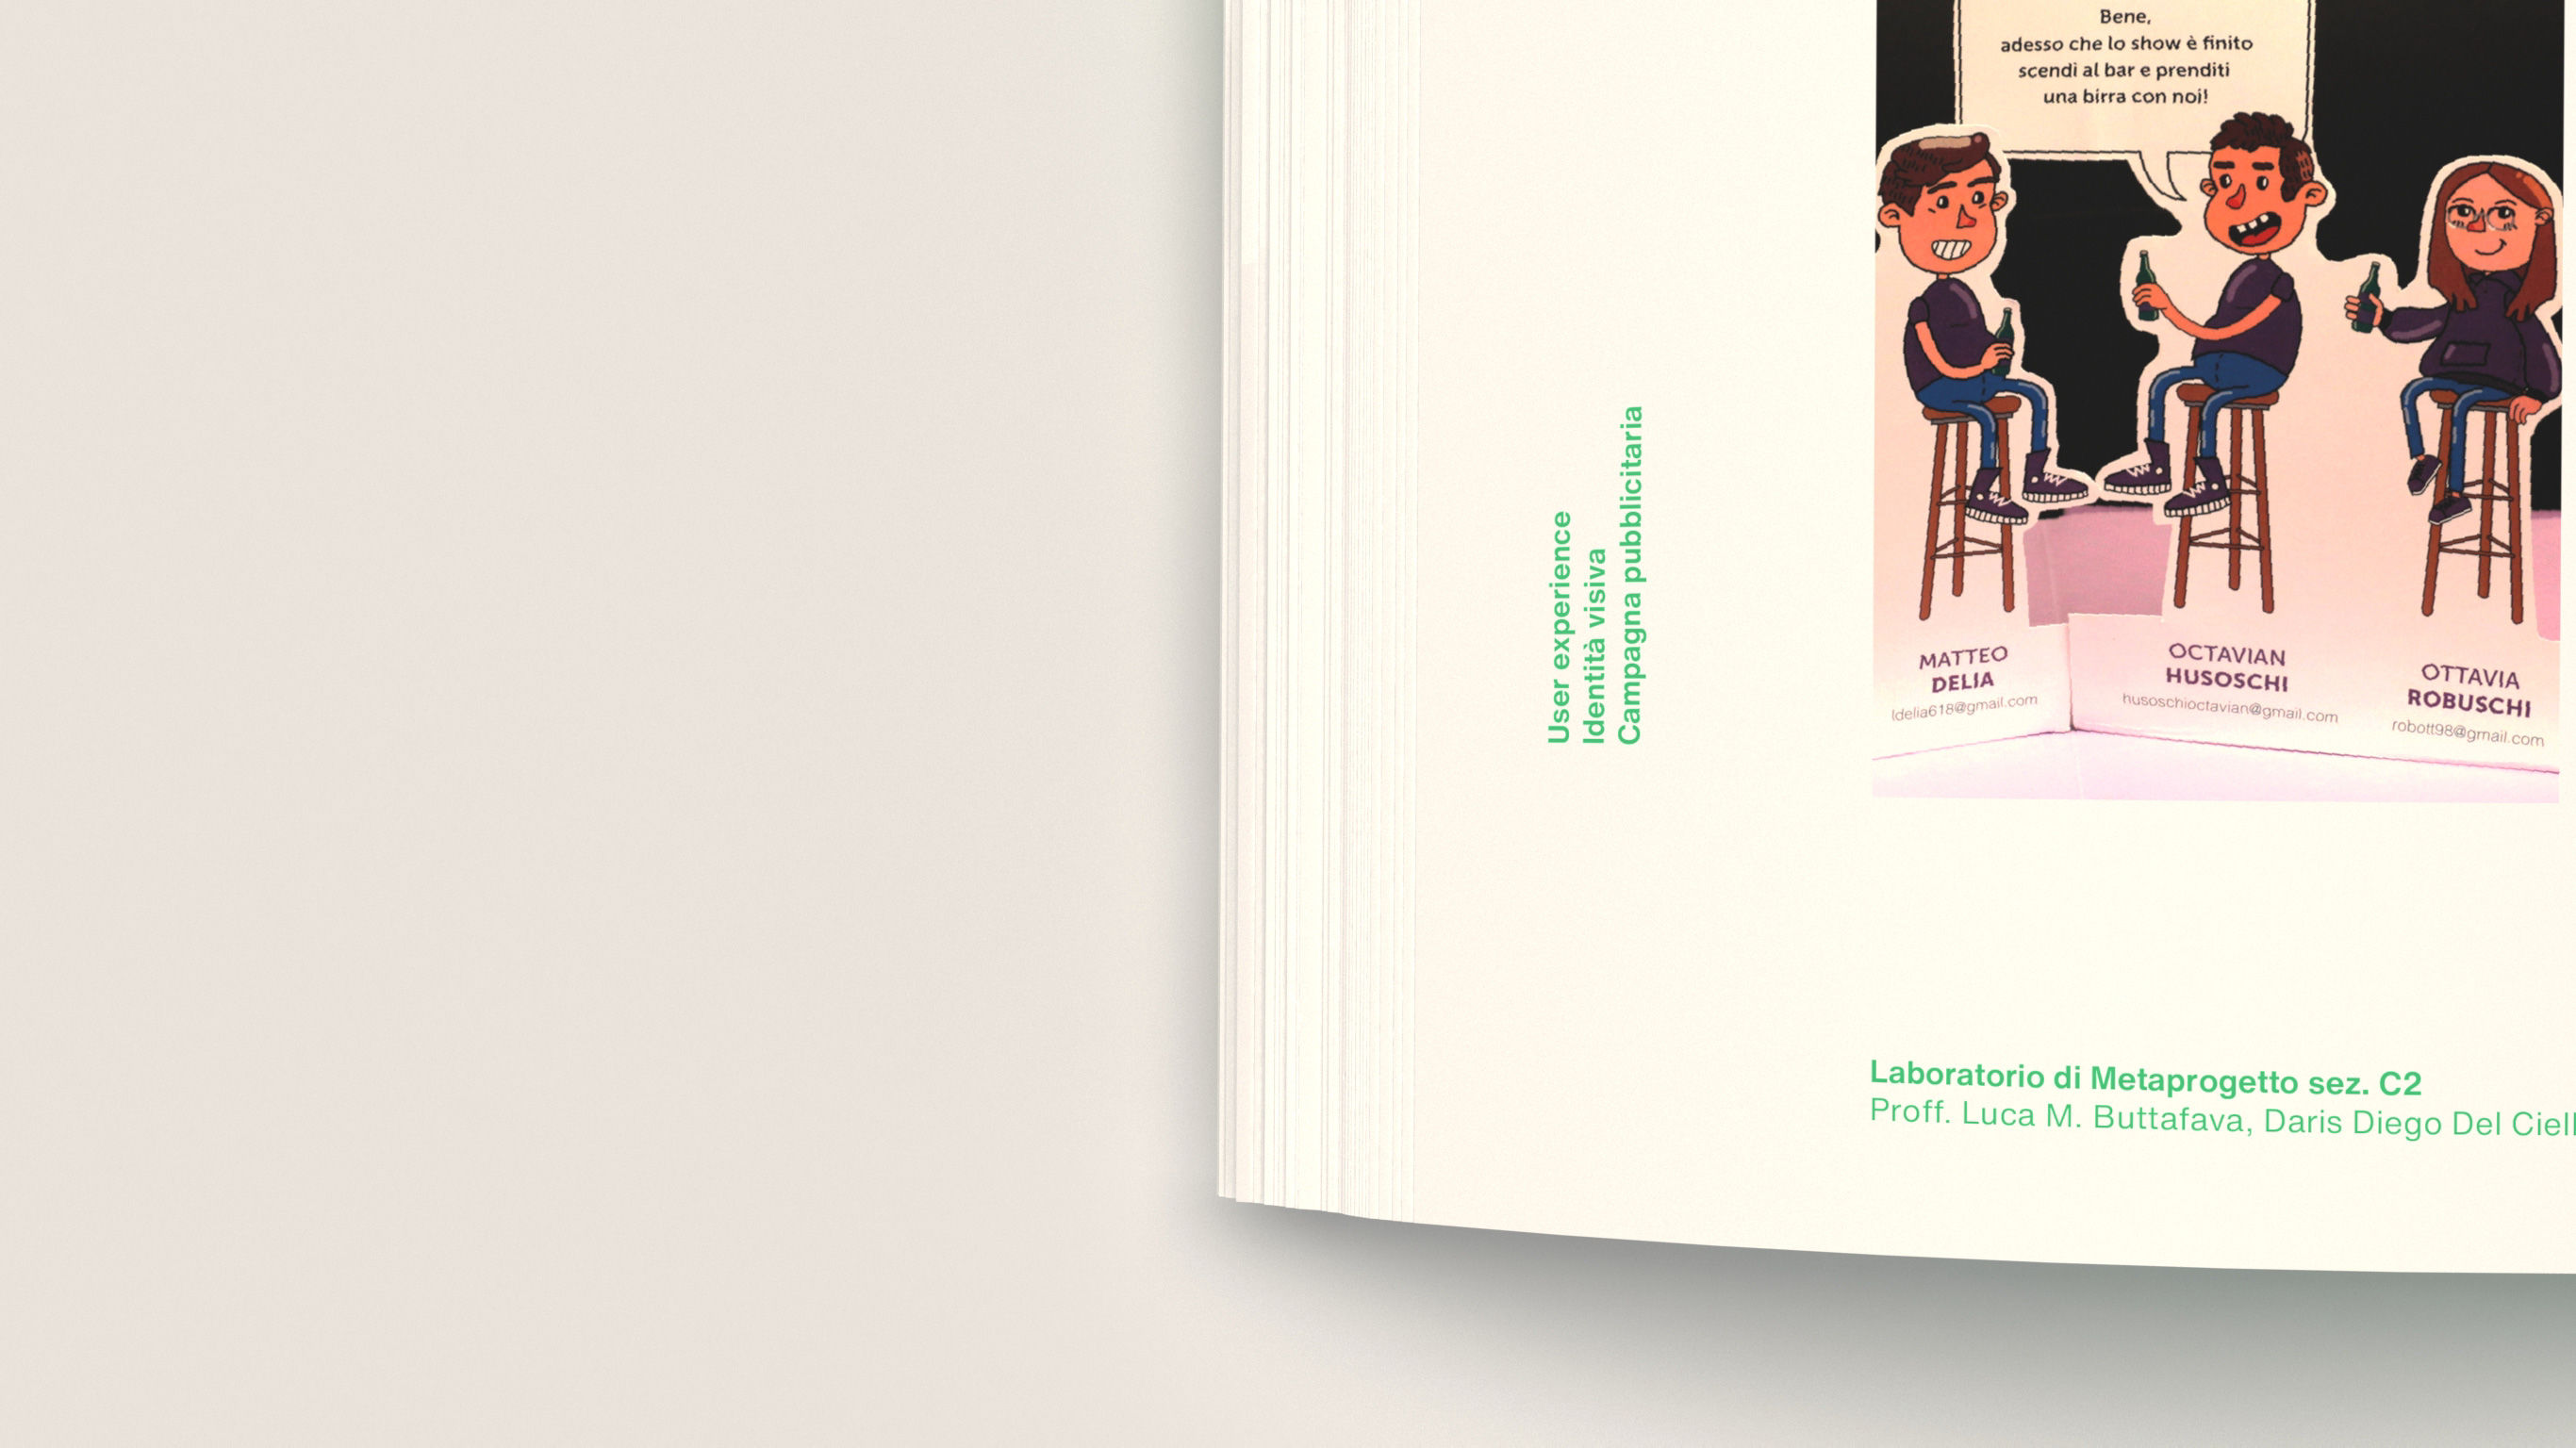 Bene,
adesso che lo show è finito
scendi al bar e prenditi
una birra con noi!
User experience
Identità visiva
Campagna pubblicitaria
MATTEO
DELIA
ldelia618@gmail.com
OCTAVIAN
HUSOSCHI
husoschioctavian@gmail.com
OTTAVIA
ROBUSCHI
robott98@gmail.com
Laboratorio di Metaprogetto sez. C2
Proff. Luca M. Buttafava, Daris Diego Del